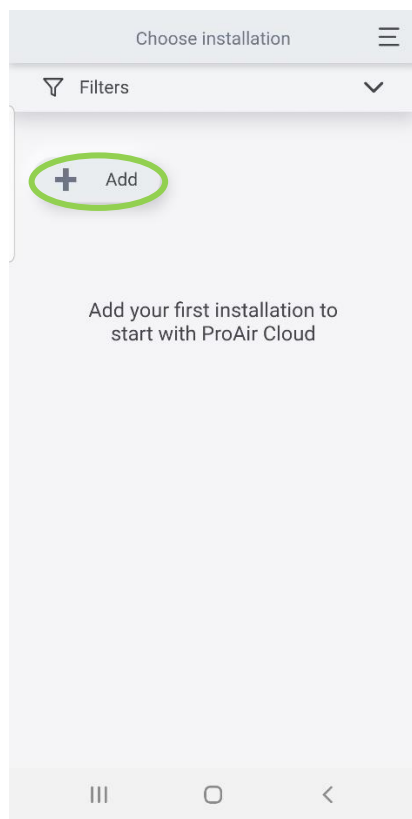 Choose installation
Filters
Add
Add your first installation to
start with ProAir Cloud